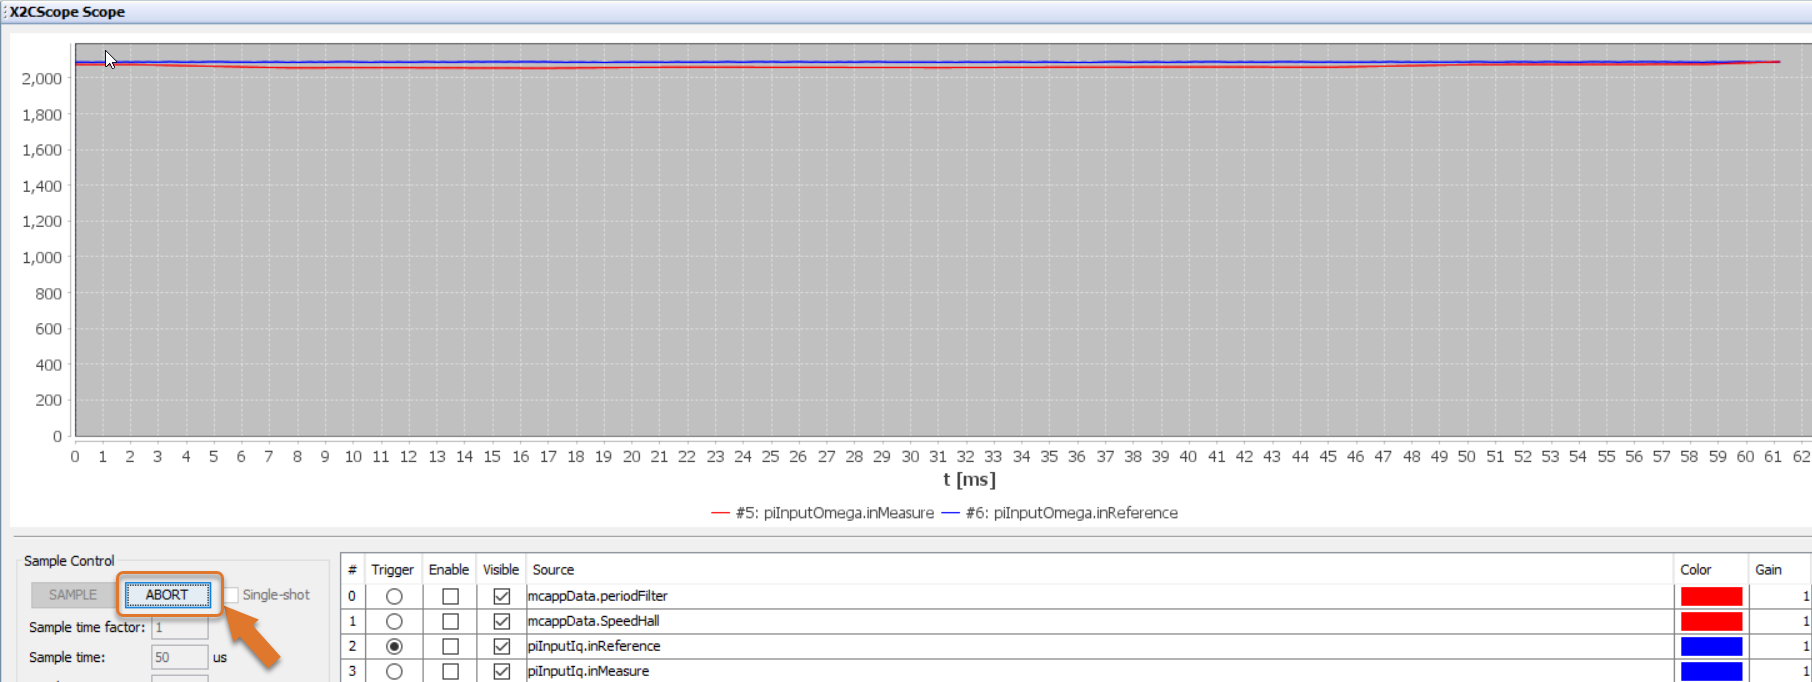 X2CScope Scope
2,000
1,800
1,600
1,400
1,200
1,000
800
600
400
200
0
0 1 2 3 4 5 6 7 8 9 10 11 12 13 14 15 16 17 18 19 20 21 22 23 24 25 26 27 28 29 30 31 32 33 34 35 36 37 38 39 40 41 42 43 44 45 46 47 48 49 50 51 52 53 54 55 56 57 58 59 60 61 62
t [ms]
#5: piInputOmega.inMeasure #6: piInputOmega.inReference
Sample Control
SAMPLE ABORT Single-shot
Sample time factor: 1
Sample time: 50 us
# Trigger Enable Visible Source Color Gain
0 mcappData.periodFilter 1
1 mcappData.SpeedHall 1
2 piInputIq.inReference 1
3 piInputIq.inMeasure 1